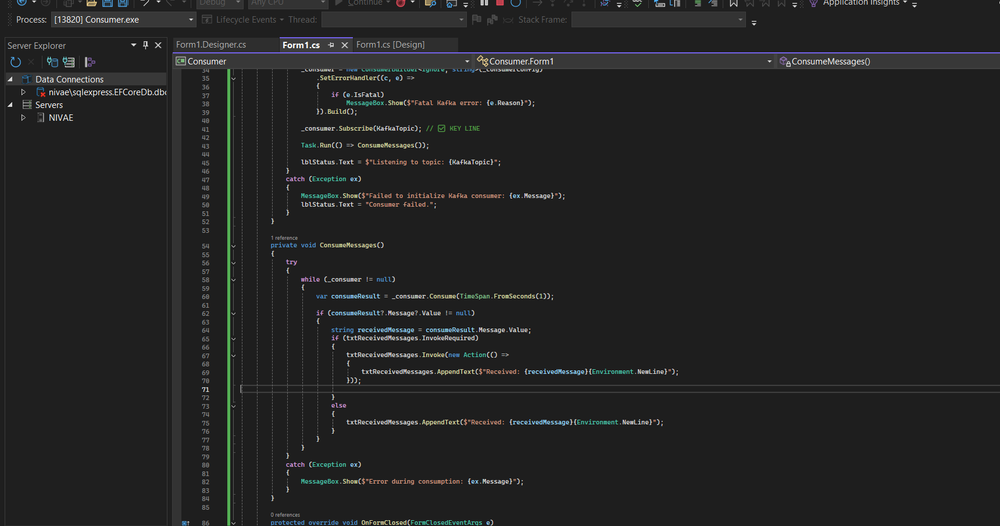 Debug
Any CPU
Continue
Application Insights
Process:
[13820] Consumer.exe
Lifecycle Events
Thread:
Stack Frame:
Server Explorer
Data Connections
nivae\sqlexpress.EFCoreDb.dbo
Servers
NIVAE
Form1.Designer.cs
Form1.cs
Form1.cs [Design]
C# Consumer
Consumer.Form1
ConsumeMessages()
34 _consumer = new ConsumerBuilder<Ignore, string>(_consumerConfig)
35 .SetErrorHandler((c, e) =>
36 {
37 if (e.IsFatal)
38 MessageBox.Show($"Fatal Kafka error: {e.Reason}");
39 }).Build();
40
41 _consumer.Subscribe(KafkaTopic); // ✅ KEY LINE
42
43 Task.Run(() => ConsumeMessages());
44
45 lblStatus.Text = $"Listening to topic: {KafkaTopic}";
46 }
47 catch (Exception ex)
48 {
49 MessageBox.Show($"Failed to initialize Kafka consumer: {ex.Message}");
50 lblStatus.Text = "Consumer failed.";
51 }
52 }
53
1 reference
54 private void ConsumeMessages()
55 {
56 try
57 {
58 while (_consumer != null)
59 {
60 var consumeResult = _consumer.Consume(TimeSpan.FromSeconds(1));
61
62 if (consumeResult?.Message?.Value != null)
63 {
64 string receivedMessage = consumeResult.Message.Value;
65 if (txtReceivedMessages.InvokeRequired)
66 {
67 txtReceivedMessages.Invoke(new Action(() =>
68 {
69 txtReceivedMessages.AppendText($"Received: {receivedMessage}{Environment.NewLine}");
70 }));
71
72 }
73 else
74 {
75 txtReceivedMessages.AppendText($"Received: {receivedMessage}{Environment.NewLine}");
76 }
77 }
78 }
79 }
80 catch (Exception ex)
81 {
82 MessageBox.Show($"Error during consumption: {ex.Message}");
83 }
84 }
85
0 references
86 protected override void OnFormClosed(FormClosedEventArgs e)